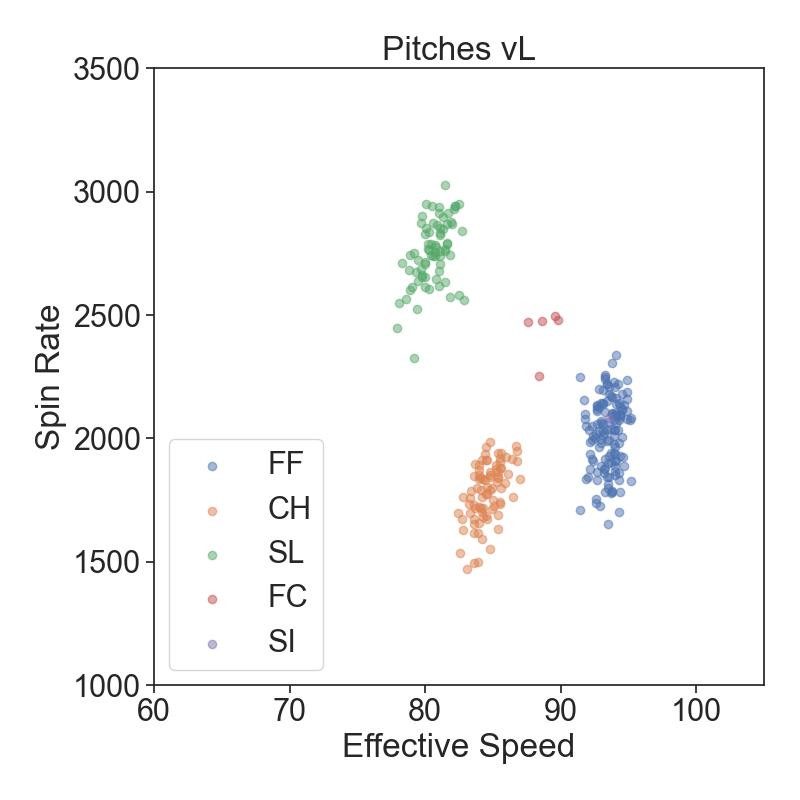 Pitches vL
3500
3000
2500
2000
1500
1000
Spin Rate
FF
CH
SL
FC
SI
60 70 80 90 100
Effective Speed